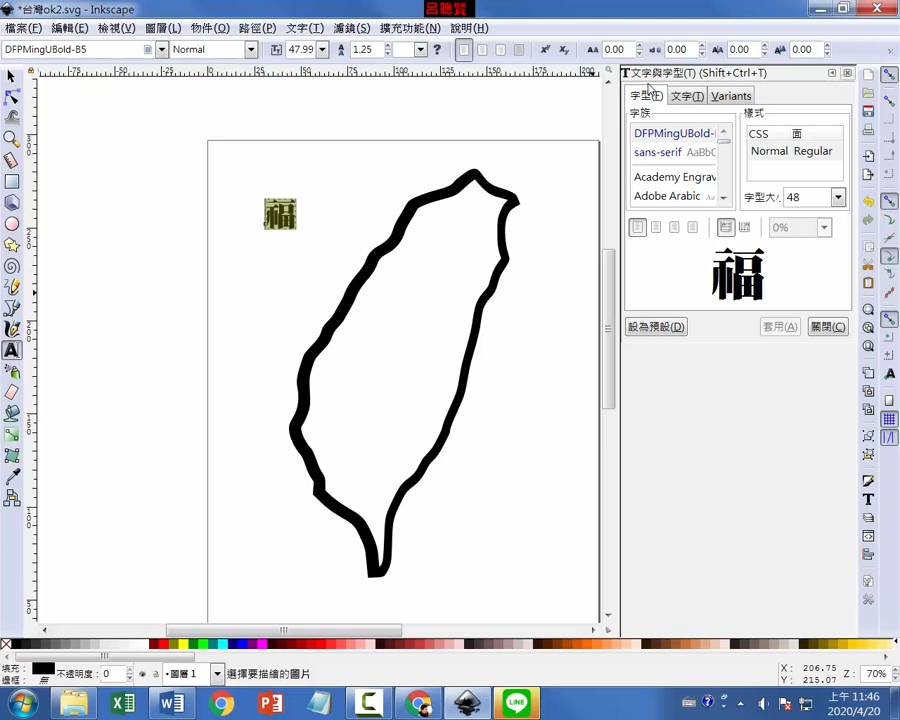 *台灣ok2.svg - Inkscape
呂聰賢
檔案(F) 編輯(E) 檢視(V) 圖層(L) 物件(O) 路徑(P) 文字(T) 濾鏡(S) 擴充功能(N) 說明(H)
DFPMingUBold-B5 Normal 47.99 1.25 0.00 0.00 0.00 0.00
文字與字型(T) (Shift+Ctrl+T)
字型(F) 文字(T) Variants
字族 樣式
DFPMingUBold- CSS 面
sans-serif AaBbC Normal Regular
Academy Engrav
Adobe Arabic 字型大小 48
0%
福
福
設為預設(D) 套用(A) 關閉(C)
填充: 不透明度: 0 圖層 1 選擇要描繪的圖片 X: 206.75 Z: 70%
邊框: Y: 215.07
上午 11:46
2020/4/20